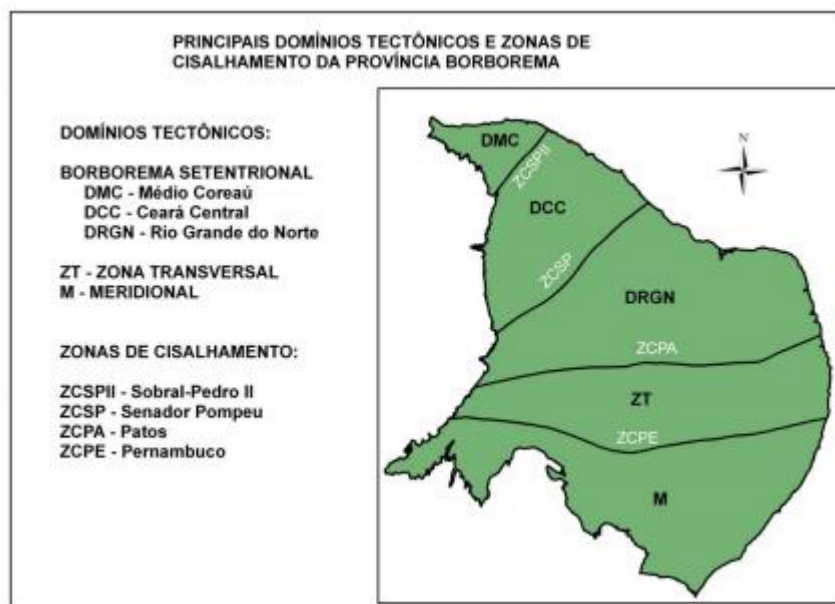 PRINCIPAIS DOMÍNIOS TECTÔNICOS E ZONAS DE
CISALHAMENTO DA PROVÍNCIA BORBOREMA
DOMÍNIOS TECTÔNICOS:
BORBOREMA SETENTRIONAL
DMC - Médio Coreaú
DCC - Ceará Central
DRGN - Rio Grande do Norte
ZT - ZONA TRANSVERSAL
M - MERIDIONAL
ZONAS DE CISALHAMENTO:
ZCSPII - Sobral-Pedro II
ZCSP - Senador Pompeu
ZCPA - Patos
ZCPE - Pernambuco
DMC
ZCSPII
N
DCC
ZCSP
DRGN
ZCPA
ZT
ZCPE
M